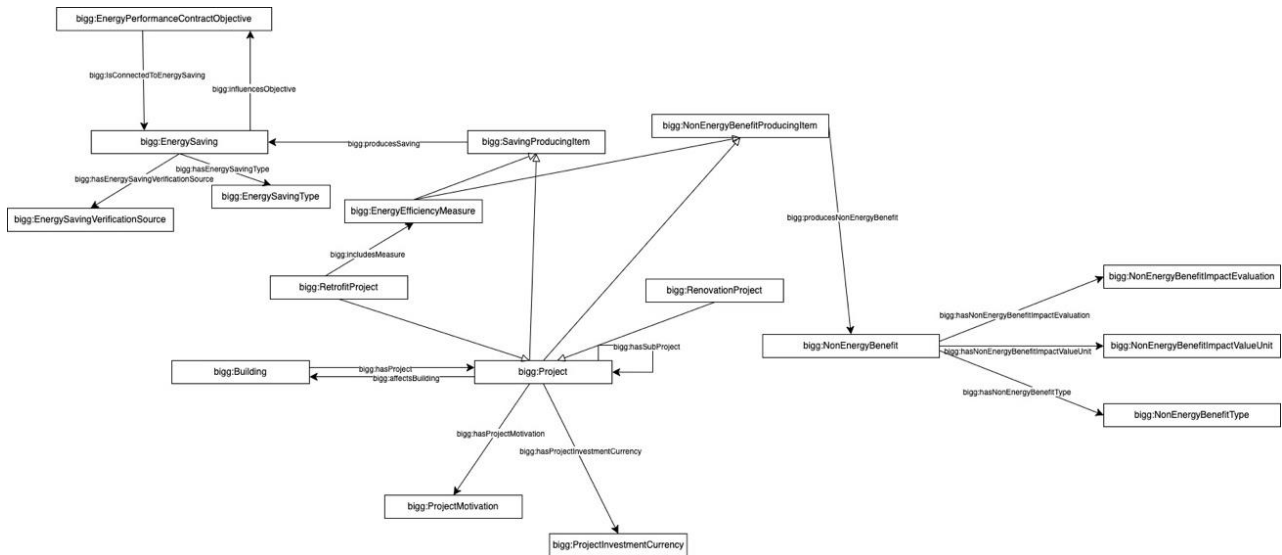 bigg:EnergyPerformanceContractObjective
bigg:IsConnectedToEnergySaving
bigg:influencesObjective
bigg:NonEnergyBenefitProducingItem
bigg:EnergySaving
bigg:producesSaving
bigg:SavingProducingItem
bigg:hasEnergySavingType
bigg:hasEnergySavingVerificationSource
bigg:EnergySavingType
bigg:EnergySavingVerificationSource
bigg:EnergyEfficiencyMeasure
bigg:producesNonEnergyBenefit
bigg:includesMeasure
bigg:RetrofitProject
bigg:RenovationProject
bigg:NonEnergyBenefitImpactEvaluation
bigg:hasNonEnergyBenefitImpactEvaluation
bigg:NonEnergyBenefit
bigg:hasNonEnergyBenefitImpactValueUnit
bigg:NonEnergyBenefitImpactValueUnit
bigg:hasSubProject
bigg:Building
bigg:hasProject
bigg:affectsBuilding
bigg:Project
bigg:hasNonEnergyBenefitType
bigg:NonEnergyBenefitType
bigg:hasProjectMotivation
bigg:hasProjectInvestmentCurrency
bigg:ProjectMotivation
bigg:ProjectInvestmentCurrency